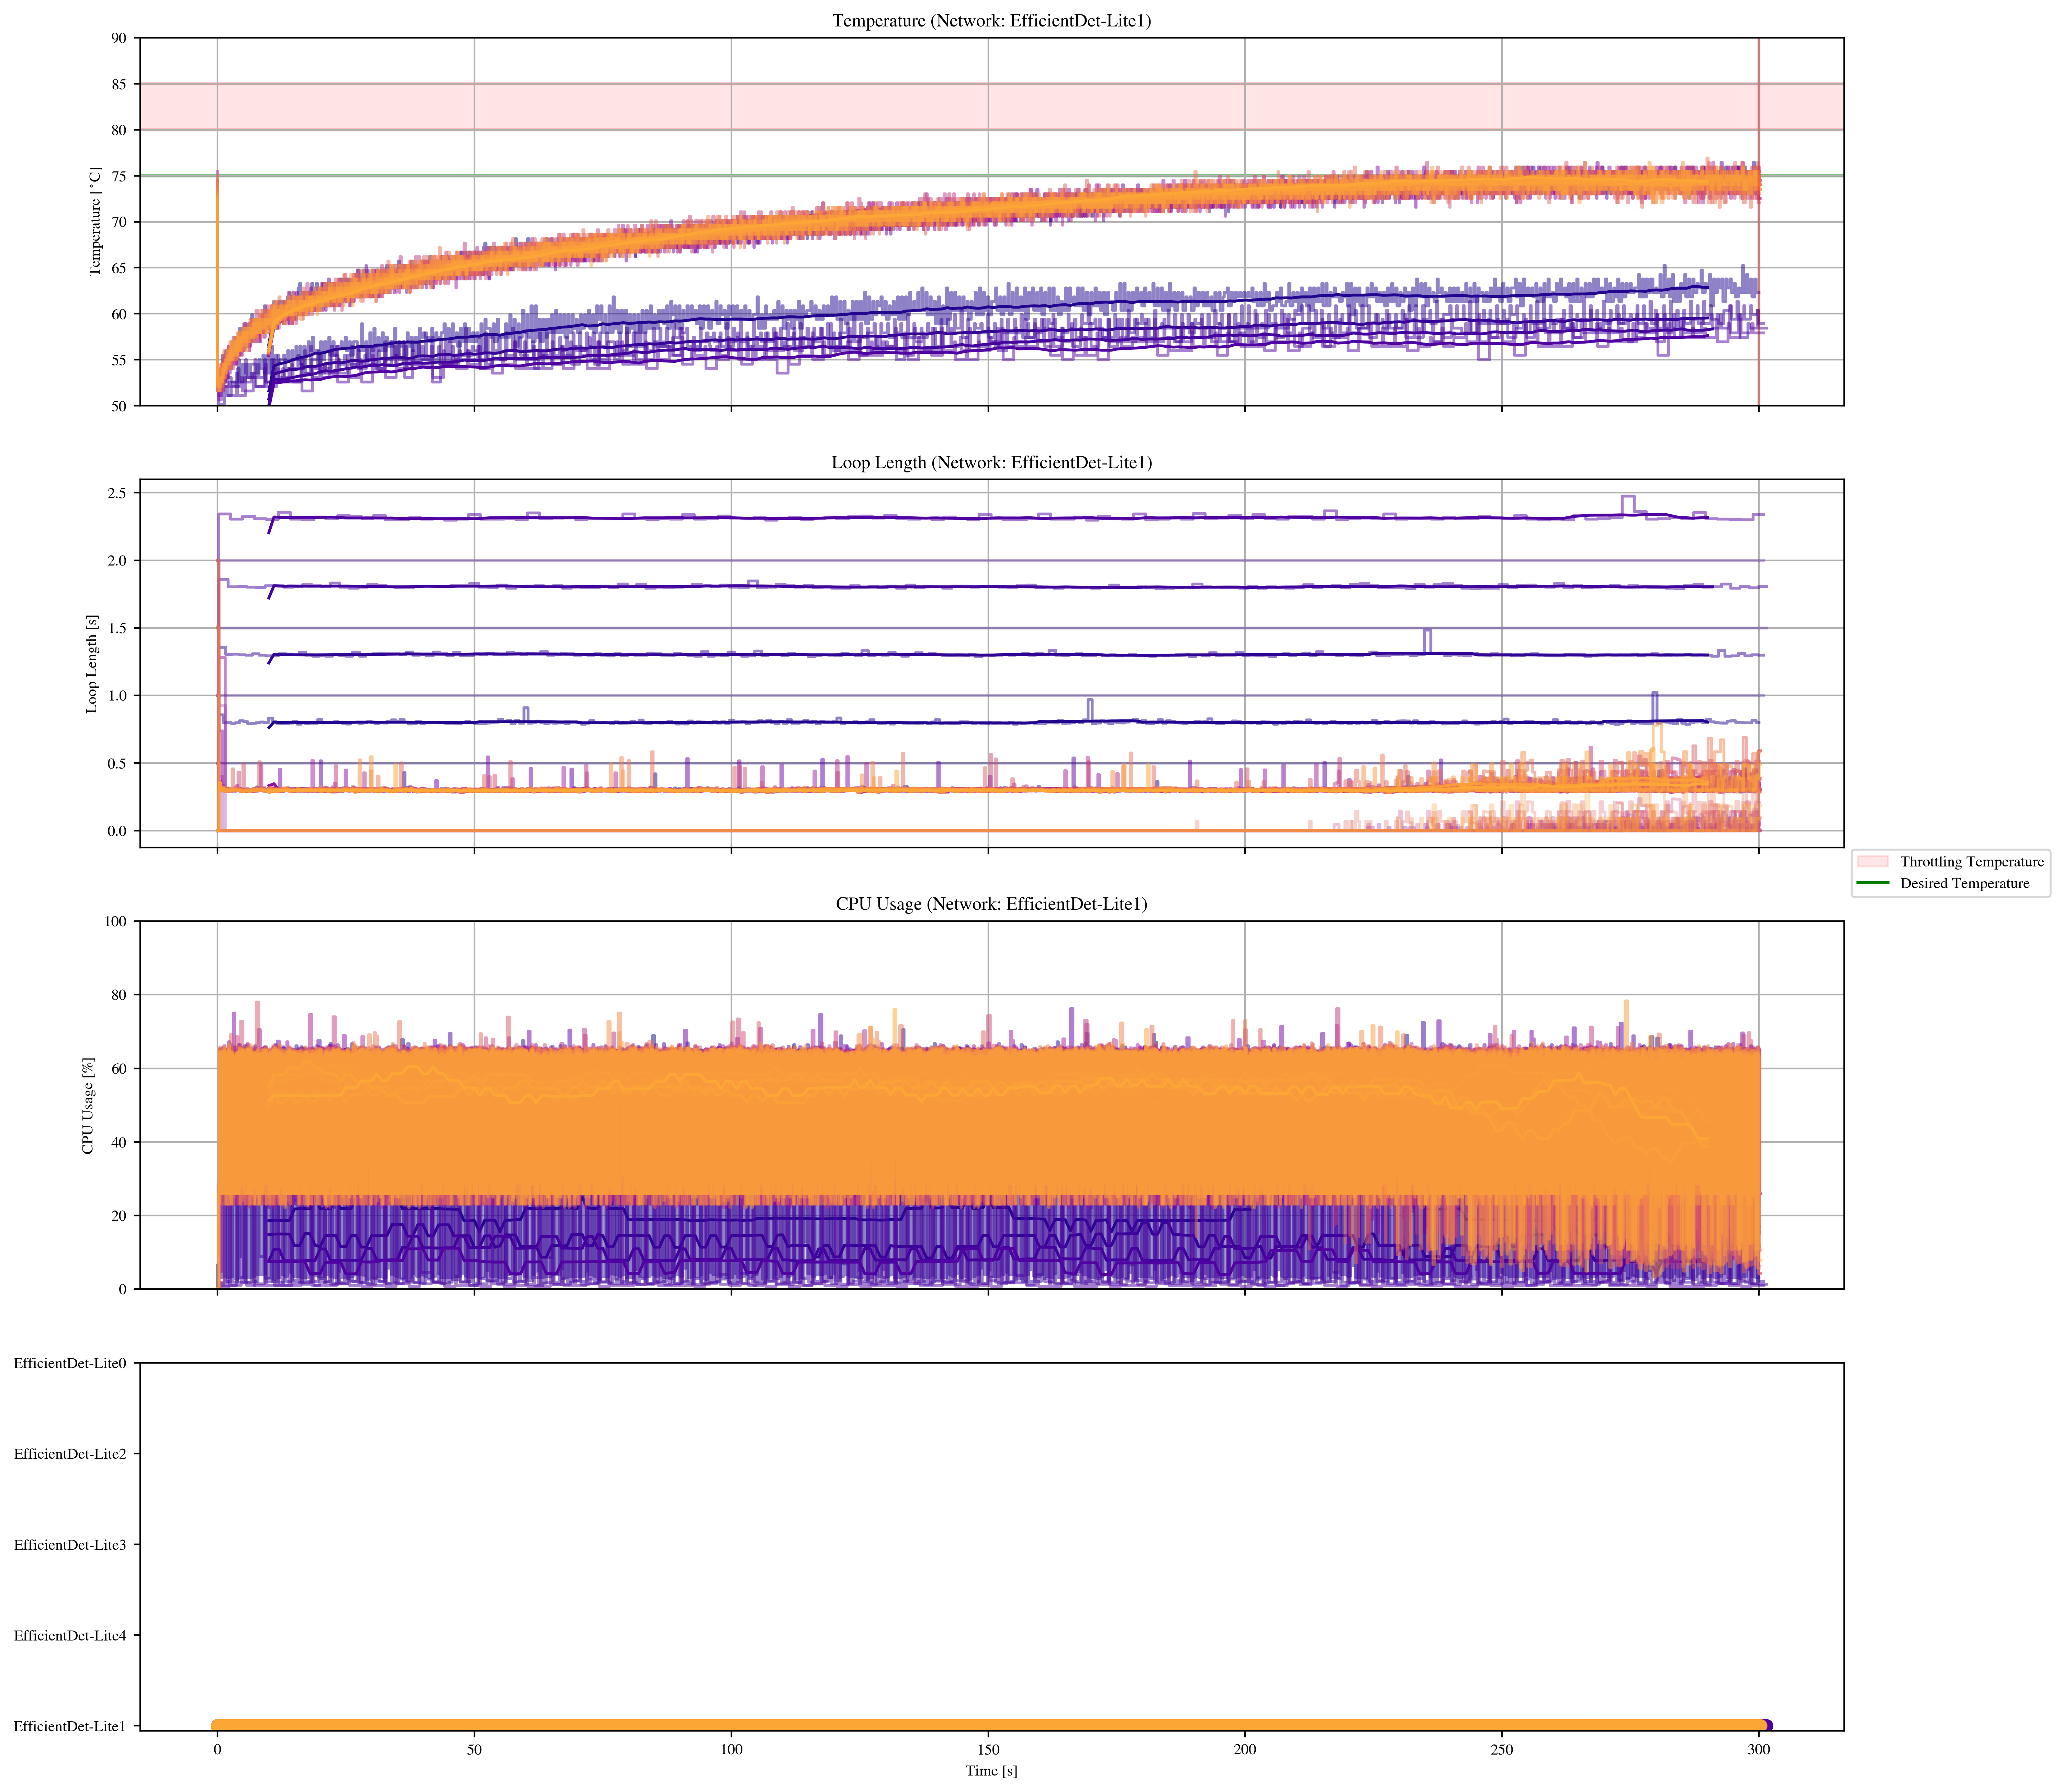 Temperature (Network: EfficientDet-Lite1)
90
85
80
75
70
65
60
55
50
Temperature [°C]
Loop Length (Network: EfficientDet-Lite1)
2.5
2.0
1.5
1.0
0.5
0.0
Loop Length [s]
Throttling Temperature
Desired Temperature
CPU Usage (Network: EfficientDet-Lite1)
100
80
60
40
20
0
CPU Usage [%]
EfficientDet-Lite0
EfficientDet-Lite2
EfficientDet-Lite3
EfficientDet-Lite4
EfficientDet-Lite1
0 50 100 150 200 250 300
Time [s]